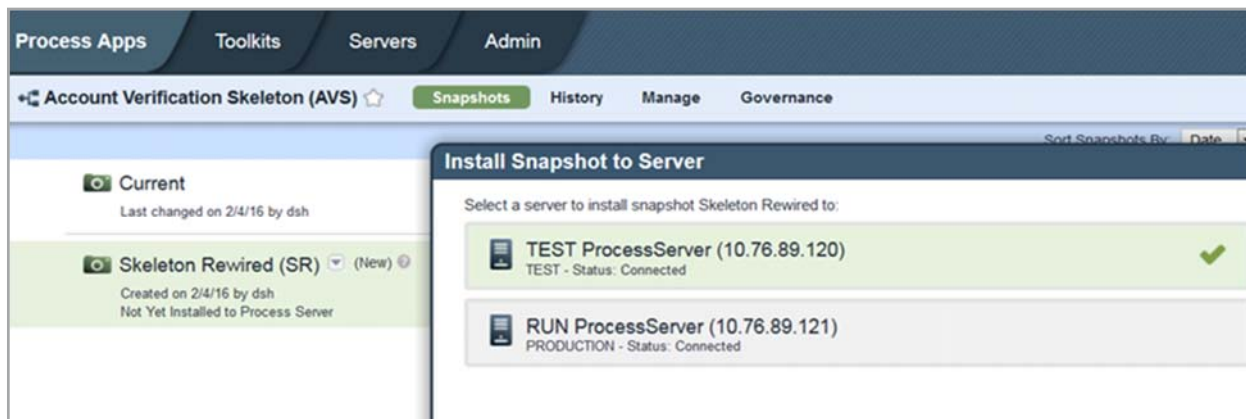 Process Apps Toolkits Servers Admin
Account Verification Skeleton (AVS) Snapshots History Manage Governance
Sort Snapshots By: Date
Current
Last changed on 2/4/16 by dsh
Skeleton Rewired (SR) (New)
Created on 2/4/16 by dsh
Not Yet Installed to Process Server
Install Snapshot to Server
Select a server to install snapshot Skeleton Rewired to:
TEST ProcessServer (10.76.89.120)
TEST - Status: Connected
RUN ProcessServer (10.76.89.121)
PRODUCTION - Status: Connected